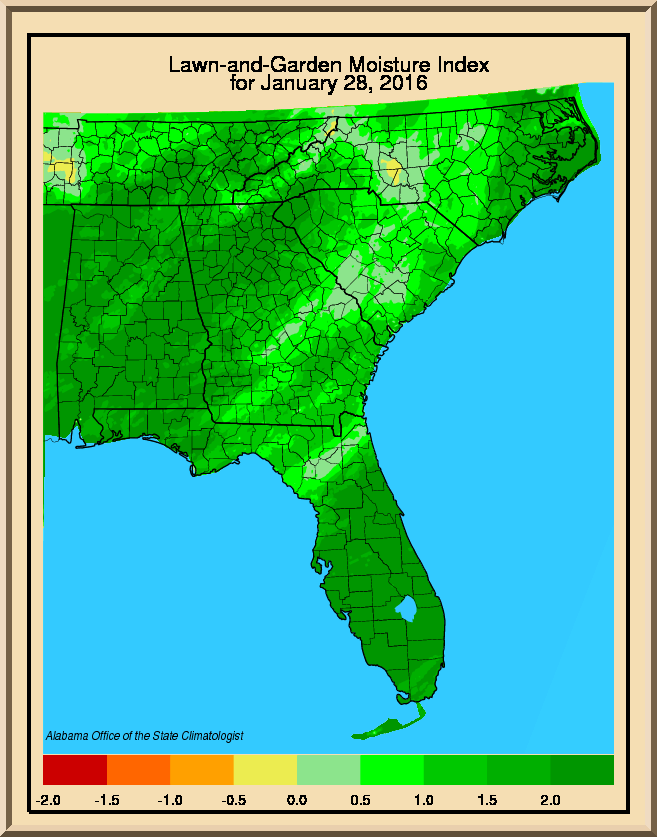 Lawn-and-Garden Moisture Index
for January 28, 2016
Alabama Office of the State Climatologist
-2.0 -1.5 -1.0 -0.5 0.0 0.5 1.0 1.5 2.0